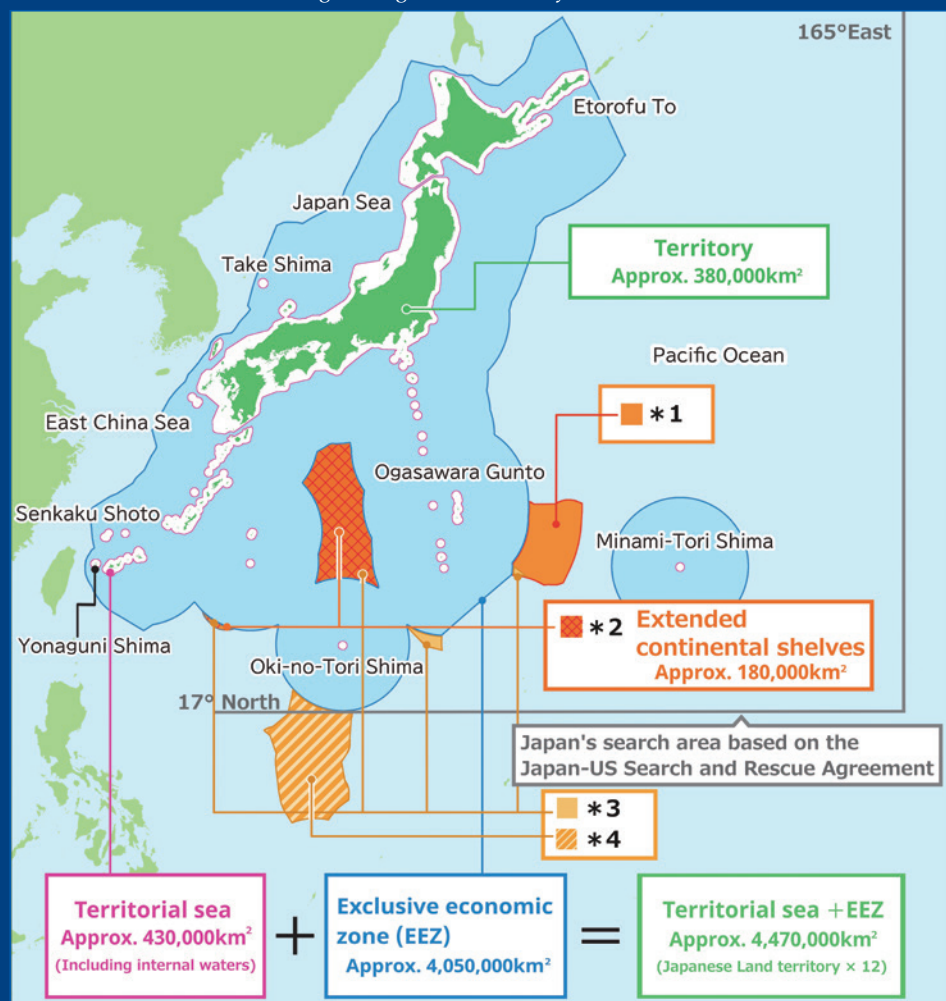 165°East
Etorofu To
Japan Sea
Territory
Approx. 380,000km²
Take Shima
Pacific Ocean
*1
East China Sea
Ogasawara Gunto
Senkaku Shoto
Minami-Tori Shima
*2 Extended
continental shelves
Approx. 180,000km²
Yonaguni Shima
Oki-no-Tori Shima
17° North
Japan's search area based on the
Japan-US Search and Rescue Agreement
*3
*4
Territorial sea
Approx. 430,000km²
(Including internal waters)
+
Exclusive economic
zone (EEZ)
Approx. 4,050,000km²
=
Territorial sea +EEZ
Approx. 4,470,000km²
(Japanese Land territory × 12)